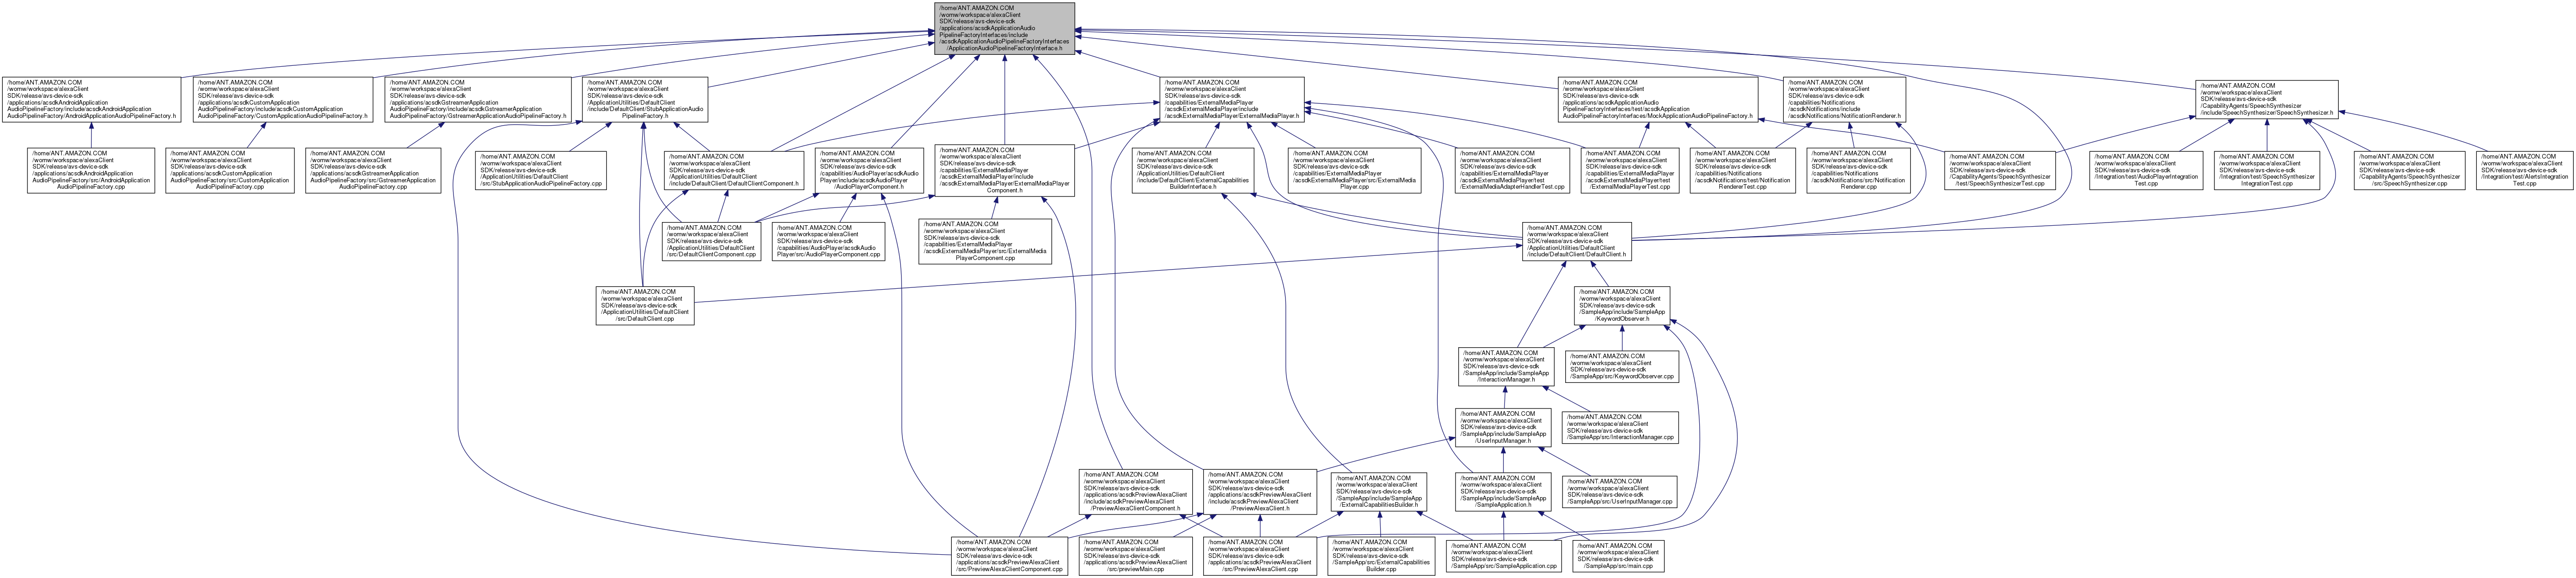 /home/ANT.AMAZON.COM
/womw/workspace/alexaClient
SDK/release/avs-device-sdk
/applications/acsdkApplicationAudio
PipelineFactoryInterfaces/include
/acsdkApplicationAudioPipelineFactoryInterfaces
/ApplicationAudioPipelineFactoryInterface.h
/home/ANT.AMAZON.COM
/womw/workspace/alexaClient
SDK/release/avs-device-sdk
/applications/acsdkAndroidApplication
AudioPipelineFactory/include/acsdkAndroidApplication
AudioPipelineFactory/AndroidApplicationAudioPipelineFactory.h
/home/ANT.AMAZON.COM
/womw/workspace/alexaClient
SDK/release/avs-device-sdk
/applications/acsdkCustomApplication
AudioPipelineFactory/include/acsdkCustomApplication
AudioPipelineFactory/CustomApplicationAudioPipelineFactory.h
/home/ANT.AMAZON.COM
/womw/workspace/alexaClient
SDK/release/avs-device-sdk
/applications/acsdkGstreamerApplication
AudioPipelineFactory/include/acsdkGstreamerApplication
AudioPipelineFactory/GstreamerApplicationAudioPipelineFactory.h
/home/ANT.AMAZON.COM
/womw/workspace/alexaClient
SDK/release/avs-device-sdk
/ApplicationUtilities/DefaultClient
/include/DefaultClient/StubApplicationAudio
PipelineFactory.h
/home/ANT.AMAZON.COM
/womw/workspace/alexaClient
SDK/release/avs-device-sdk
/capabilities/ExternalMediaPlayer
/acsdkExternalMediaPlayer/include
/acsdkExternalMediaPlayer/ExternalMediaPlayer.h
/home/ANT.AMAZON.COM
/womw/workspace/alexaClient
SDK/release/avs-device-sdk
/applications/acsdkApplicationAudio
PipelineFactoryInterfaces/test/acsdkApplication
AudioPipelineFactoryInterfaces/MockApplicationAudioPipelineFactory.h
/home/ANT.AMAZON.COM
/womw/workspace/alexaClient
SDK/release/avs-device-sdk
/capabilities/Notifications
/acsdkNotifications/include
/acsdkNotifications/NotificationRenderer.h
/home/ANT.AMAZON.COM
/womw/workspace/alexaClient
SDK/release/avs-device-sdk
/CapabilityAgents/SpeechSynthesizer
/include/SpeechSynthesizer/SpeechSynthesizer.h
/home/ANT.AMAZON.COM
/womw/workspace/alexaClient
SDK/release/avs-device-sdk
/applications/acsdkAndroidApplication
AudioPipelineFactory/src/AndroidApplication
AudioPipelineFactory.cpp
/home/ANT.AMAZON.COM
/womw/workspace/alexaClient
SDK/release/avs-device-sdk
/applications/acsdkCustomApplication
AudioPipelineFactory/src/CustomApplication
AudioPipelineFactory.cpp
/home/ANT.AMAZON.COM
/womw/workspace/alexaClient
SDK/release/avs-device-sdk
/applications/acsdkGstreamerApplication
AudioPipelineFactory/src/GstreamerApplication
AudioPipelineFactory.cpp
/home/ANT.AMAZON.COM
/womw/workspace/alexaClient
SDK/release/avs-device-sdk
/ApplicationUtilities/DefaultClient
/src/StubApplicationAudioPipelineFactory.cpp
/home/ANT.AMAZON.COM
/womw/workspace/alexaClient
SDK/release/avs-device-sdk
/ApplicationUtilities/DefaultClient
/include/DefaultClient/DefaultClientComponent.h
/home/ANT.AMAZON.COM
/womw/workspace/alexaClient
SDK/release/avs-device-sdk
/capabilities/AudioPlayer/acsdkAudio
Player/include/acsdkAudioPlayer
/AudioPlayerComponent.h
/home/ANT.AMAZON.COM
/womw/workspace/alexaClient
SDK/release/avs-device-sdk
/capabilities/ExternalMediaPlayer
/acsdkExternalMediaPlayer/include
/acsdkExternalMediaPlayer/ExternalMediaPlayer
Component.h
/home/ANT.AMAZON.COM
/womw/workspace/alexaClient
SDK/release/avs-device-sdk
/ApplicationUtilities/DefaultClient
/include/DefaultClient/ExternalCapabilities
BuilderInterface.h
/home/ANT.AMAZON.COM
/womw/workspace/alexaClient
SDK/release/avs-device-sdk
/capabilities/ExternalMediaPlayer
/acsdkExternalMediaPlayer/src/ExternalMedia
Player.cpp
/home/ANT.AMAZON.COM
/womw/workspace/alexaClient
SDK/release/avs-device-sdk
/capabilities/ExternalMediaPlayer
/acsdkExternalMediaPlayer/test
/ExternalMediaAdapterHandlerTest.cpp
/home/ANT.AMAZON.COM
/womw/workspace/alexaClient
SDK/release/avs-device-sdk
/capabilities/ExternalMediaPlayer
/acsdkExternalMediaPlayer/test
/ExternalMediaPlayerTest.cpp
/home/ANT.AMAZON.COM
/womw/workspace/alexaClient
SDK/release/avs-device-sdk
/capabilities/Notifications
/acsdkNotifications/test/Notification
RendererTest.cpp
/home/ANT.AMAZON.COM
/womw/workspace/alexaClient
SDK/release/avs-device-sdk
/capabilities/Notifications
/acsdkNotifications/src/Notification
Renderer.cpp
/home/ANT.AMAZON.COM
/womw/workspace/alexaClient
SDK/release/avs-device-sdk
/CapabilityAgents/SpeechSynthesizer
/test/SpeechSynthesizerTest.cpp
/home/ANT.AMAZON.COM
/womw/workspace/alexaClient
SDK/release/avs-device-sdk
/Integration/test/AudioPlayerIntegration
Test.cpp
/home/ANT.AMAZON.COM
/womw/workspace/alexaClient
SDK/release/avs-device-sdk
/Integration/test/SpeechSynthesizer
IntegrationTest.cpp
/home/ANT.AMAZON.COM
/womw/workspace/alexaClient
SDK/release/avs-device-sdk
/CapabilityAgents/SpeechSynthesizer
/src/SpeechSynthesizer.cpp
/home/ANT.AMAZON.COM
/womw/workspace/alexaClient
SDK/release/avs-device-sdk
/Integration/test/AlertsIntegration
Test.cpp
/home/ANT.AMAZON.COM
/womw/workspace/alexaClient
SDK/release/avs-device-sdk
/ApplicationUtilities/DefaultClient
/src/DefaultClientComponent.cpp
/home/ANT.AMAZON.COM
/womw/workspace/alexaClient
SDK/release/avs-device-sdk
/capabilities/AudioPlayer/acsdkAudio
Player/src/AudioPlayerComponent.cpp
/home/ANT.AMAZON.COM
/womw/workspace/alexaClient
SDK/release/avs-device-sdk
/capabilities/ExternalMediaPlayer
/acsdkExternalMediaPlayer/src/ExternalMedia
PlayerComponent.cpp
/home/ANT.AMAZON.COM
/womw/workspace/alexaClient
SDK/release/avs-device-sdk
/ApplicationUtilities/DefaultClient
/include/DefaultClient/DefaultClient.h
/home/ANT.AMAZON.COM
/womw/workspace/alexaClient
SDK/release/avs-device-sdk
/ApplicationUtilities/DefaultClient
/src/DefaultClient.cpp
/home/ANT.AMAZON.COM
/womw/workspace/alexaClient
SDK/release/avs-device-sdk
/SampleApp/include/SampleApp
/KeywordObserver.h
/home/ANT.AMAZON.COM
/womw/workspace/alexaClient
SDK/release/avs-device-sdk
/SampleApp/include/SampleApp
/InteractionManager.h
/home/ANT.AMAZON.COM
/womw/workspace/alexaClient
SDK/release/avs-device-sdk
/SampleApp/src/KeywordObserver.cpp
/home/ANT.AMAZON.COM
/womw/workspace/alexaClient
SDK/release/avs-device-sdk
/SampleApp/include/SampleApp
/UserInputManager.h
/home/ANT.AMAZON.COM
/womw/workspace/alexaClient
SDK/release/avs-device-sdk
/SampleApp/src/InteractionManager.cpp
/home/ANT.AMAZON.COM
/womw/workspace/alexaClient
SDK/release/avs-device-sdk
/applications/acsdkPreviewAlexaClient
/include/acsdkPreviewAlexaClient
/PreviewAlexaClientComponent.h
/home/ANT.AMAZON.COM
/womw/workspace/alexaClient
SDK/release/avs-device-sdk
/applications/acsdkPreviewAlexaClient
/include/acsdkPreviewAlexaClient
/PreviewAlexaClient.h
/home/ANT.AMAZON.COM
/womw/workspace/alexaClient
SDK/release/avs-device-sdk
/SampleApp/include/SampleApp
/ExternalCapabilitiesBuilder.h
/home/ANT.AMAZON.COM
/womw/workspace/alexaClient
SDK/release/avs-device-sdk
/SampleApp/include/SampleApp
/SampleApplication.h
/home/ANT.AMAZON.COM
/womw/workspace/alexaClient
SDK/release/avs-device-sdk
/SampleApp/src/UserInputManager.cpp
/home/ANT.AMAZON.COM
/womw/workspace/alexaClient
SDK/release/avs-device-sdk
/applications/acsdkPreviewAlexaClient
/src/PreviewAlexaClientComponent.cpp
/home/ANT.AMAZON.COM
/womw/workspace/alexaClient
SDK/release/avs-device-sdk
/applications/acsdkPreviewAlexaClient
/src/previewMain.cpp
/home/ANT.AMAZON.COM
/womw/workspace/alexaClient
SDK/release/avs-device-sdk
/applications/acsdkPreviewAlexaClient
/src/PreviewAlexaClient.cpp
/home/ANT.AMAZON.COM
/womw/workspace/alexaClient
SDK/release/avs-device-sdk
/SampleApp/src/ExternalCapabilities
Builder.cpp
/home/ANT.AMAZON.COM
/womw/workspace/alexaClient
SDK/release/avs-device-sdk
/SampleApp/src/SampleApplication.cpp
/home/ANT.AMAZON.COM
/womw/workspace/alexaClient
SDK/release/avs-device-sdk
/SampleApp/src/main.cpp